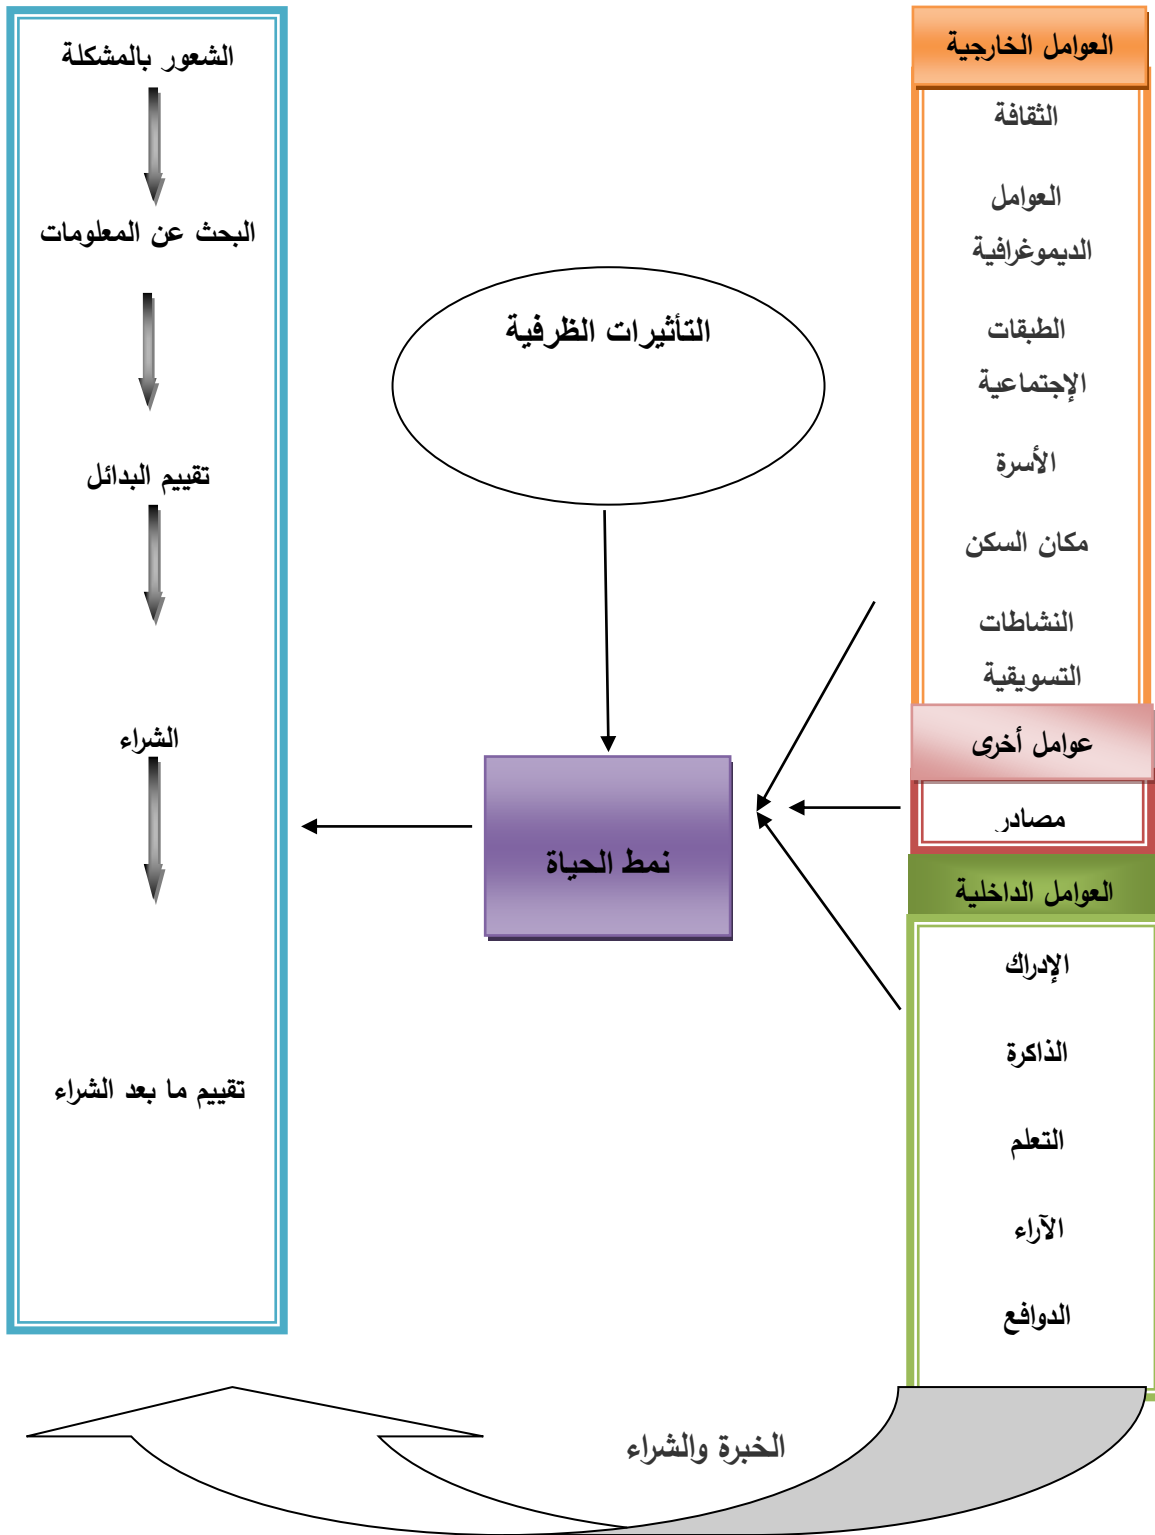 العوامل الخارجية
الثقافة
العوامل
الديموغرافية
الطبقات
الإجتماعية
الأسرة
مكان السكن
النشاطات
التسويقية
عوامل أخرى
مصادر
العوامل الداخلية
الإدراك
الذاكرة
التعلم
الآراء
الدوافع
التأثيرات الظرفية
نمط الحياة
الشعور بالمشكلة
البحث عن المعلومات
تقييم البدائل
الشراء
تقييم ما بعد الشراء
الخبرة والشراء